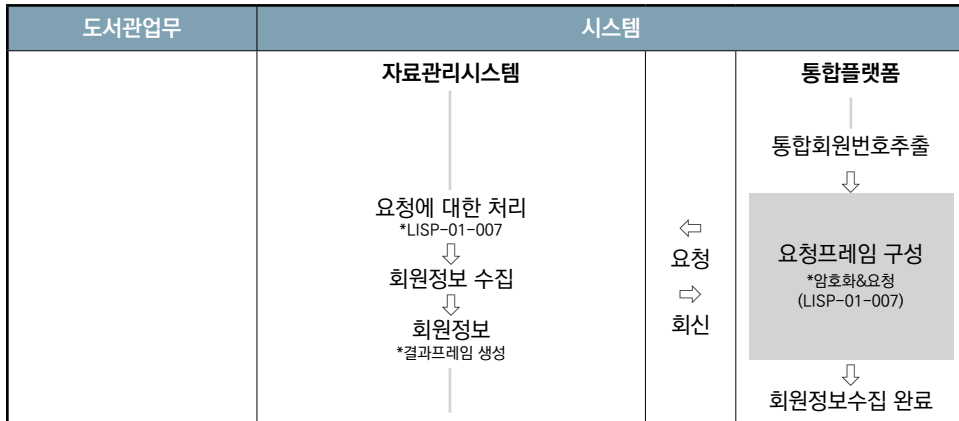 도서관업무
시스템
자료관리시스템
요청에 대한 처리
*LISP-01-007
회원정보 수집
회원정보
*결과프레임 생성
요청
회신
통합플랫폼
통합회원번호추출
요청프레임 구성
*암호화&요청
(LISP-01-007)
회원정보수집 완료